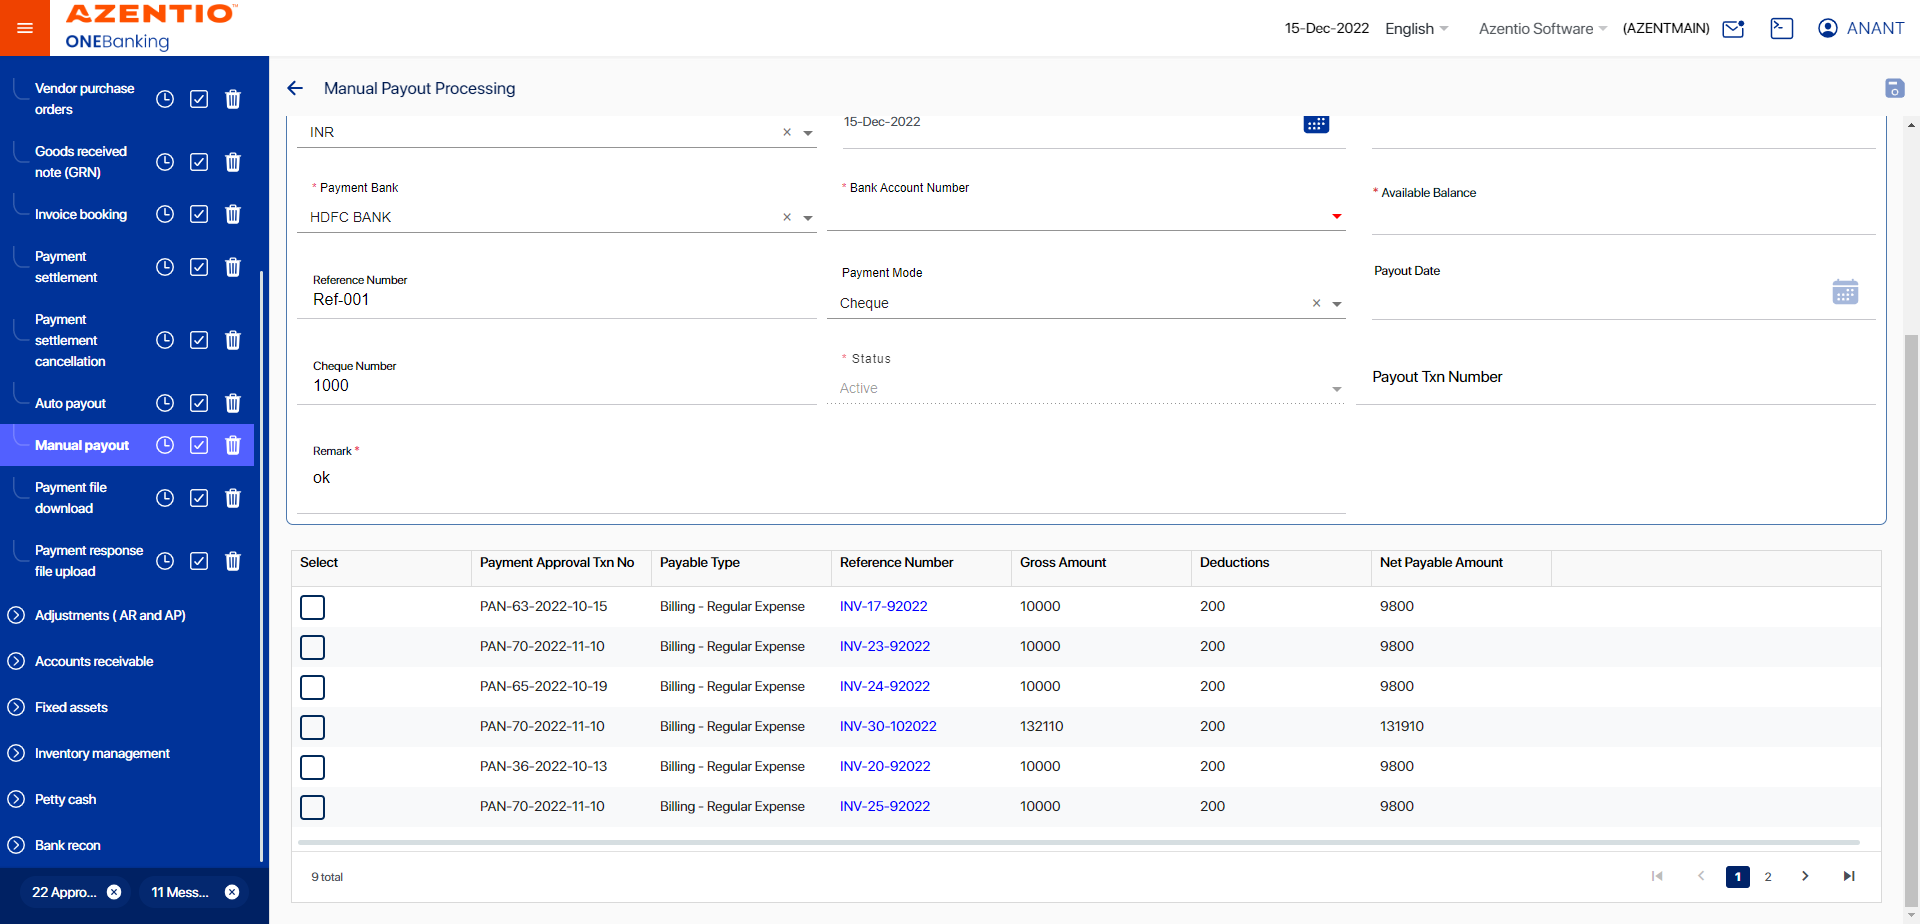 AZENTIO™
ONEBanking
15-Dec-2022
English
Azentio Software
(AZENTMAIN)
ANANT
Vendor purchase
orders
Goods received
note (GRN)
Invoice booking
Payment
settlement
Payment
settlement
cancellation
Auto payout
Manual payout
Payment file
download
Payment response
file upload
Adjustments ( AR and AP)
Accounts receivable
Fixed assets
Inventory management
Petty cash
Bank recon
22 Appro...
11 Mess...
Manual Payout Processing
INR
15-Dec-2022
* Payment Bank
HDFC BANK
* Bank Account Number
* Available Balance
Reference Number
Ref-001
Payment Mode
Cheque
Payout Date
Cheque Number
1000
* Status
Active
Payout Txn Number
Remark *
ok
Select Payment Approval Txn No Payable Type Reference Number Gross Amount Deductions Net Payable Amount
PAN-63-2022-10-15 Billing - Regular Expense INV-17-92022 10000 200 9800
PAN-70-2022-11-10 Billing - Regular Expense INV-23-92022 10000 200 9800
PAN-65-2022-10-19 Billing - Regular Expense INV-24-92022 10000 200 9800
PAN-70-2022-11-10 Billing - Regular Expense INV-30-102022 132110 200 131910
PAN-36-2022-10-13 Billing - Regular Expense INV-20-92022 10000 200 9800
PAN-70-2022-11-10 Billing - Regular Expense INV-25-92022 10000 200 9800
9 total
1 2